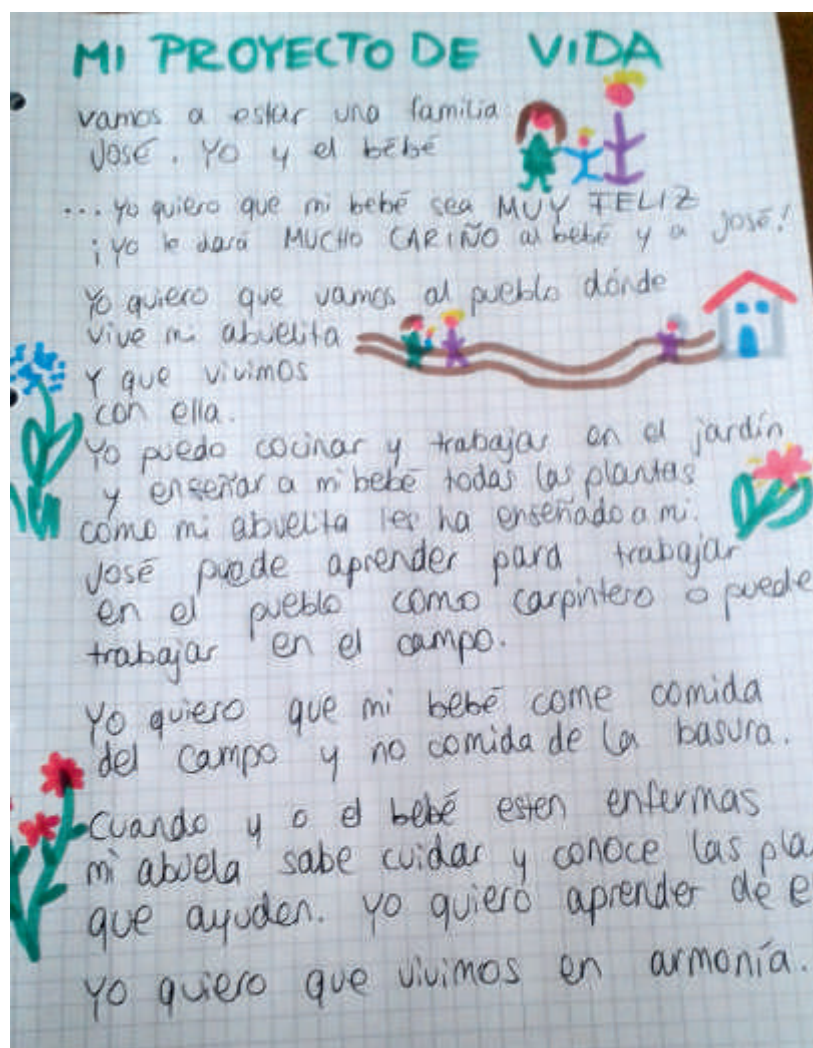 MI PROYECTO DE VIDA
vamos a estar una familia
JOSÉ. YO y el bebé
... yo quiero que mi bebé sea MUY FELIZ
¡ YO le dará MUCHO CARIÑO al bebé y a José!
Yo quiero que vamos al pueblo dónde
vive mi abuelita
Y que vivimos
con ella.
Yo puedo cocinar y trabajar en el jardín
y enseñar a mi bebé todas las plantas
como mi abuelita les ha enseñado a mi.
José puede aprender para trabajar
en el pueblo como carpintero o puede
trabajar en el campo.
Yo quiero que mi bebé come comida
del campo y no comida de la basura.
Cuando y o el bebé esten enfermas
mi abuela sabe cuidar y conoce las pla
que ayuden. yo quiero aprender de e
Yo quiero que vivimos en armonía.